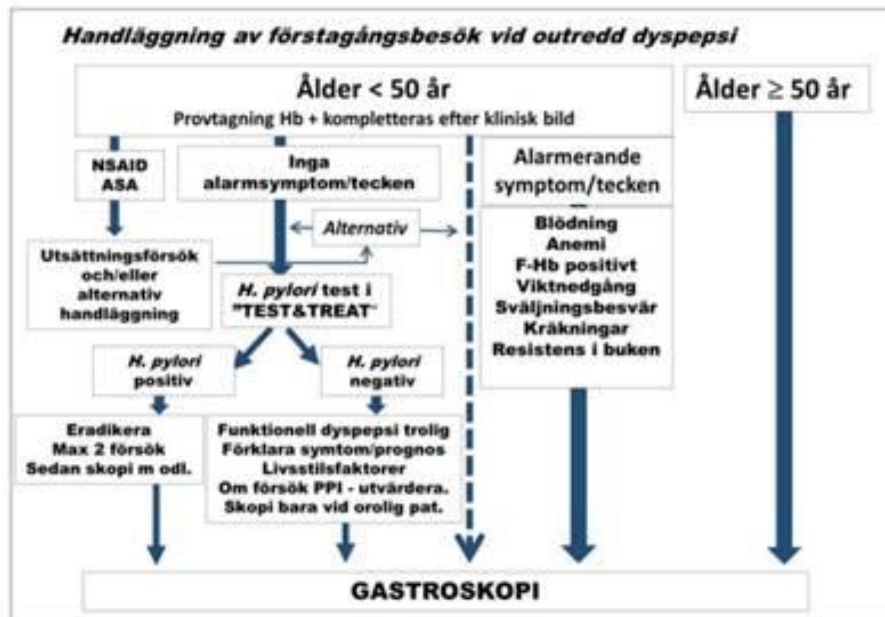 Handläggning av förstagångsbesök vid outredd dyspepsi
Ålder < 50 år
Provtagning Hb + kompletteras efter klinisk bild
Ålder ≥ 50 år
NSAID
ASA
Inga
alarmsymptom/tecken
Alarmerande
symptom/tecken
Alternativ
Utsättningsförsök
och/eller
alternativ
handläggning
H. pylori test i
"TEST&TREAT"
Blödning
Anemi
F-Hb positivt
Viktnedgång
Sväljningsbesvär
Kräkningar
Resistens i buken
H. pylori
positiv
H. pylori
negativ
Eradikera
Max 2 försök
Sedan skopi m odl.
Funktionell dyspepsi trolig
Förklara symtom/prognos
Livsstilsfaktorer
Om försök PPI - utvärdera.
Skopi bara vid orolig pat.
GASTROSKOPI